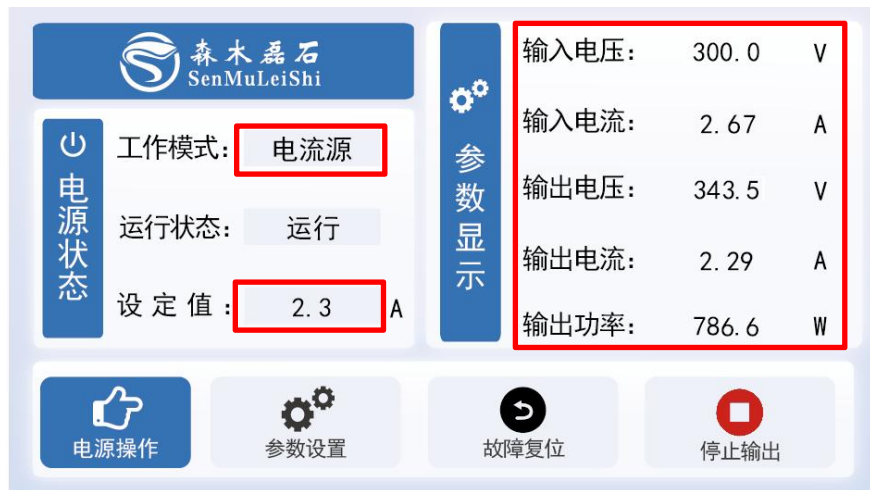 森木磊石
SenMuLeiShi
电源状态
工作模式: 电流源
运行状态: 运行
设定值: 2.3 A
参数显示
输入电压: 300.0 V
输入电流: 2.67 A
输出电压: 343.5 V
输出电流: 2.29 A
输出功率: 786.6 W
电源操作
参数设置
故障复位
停止输出